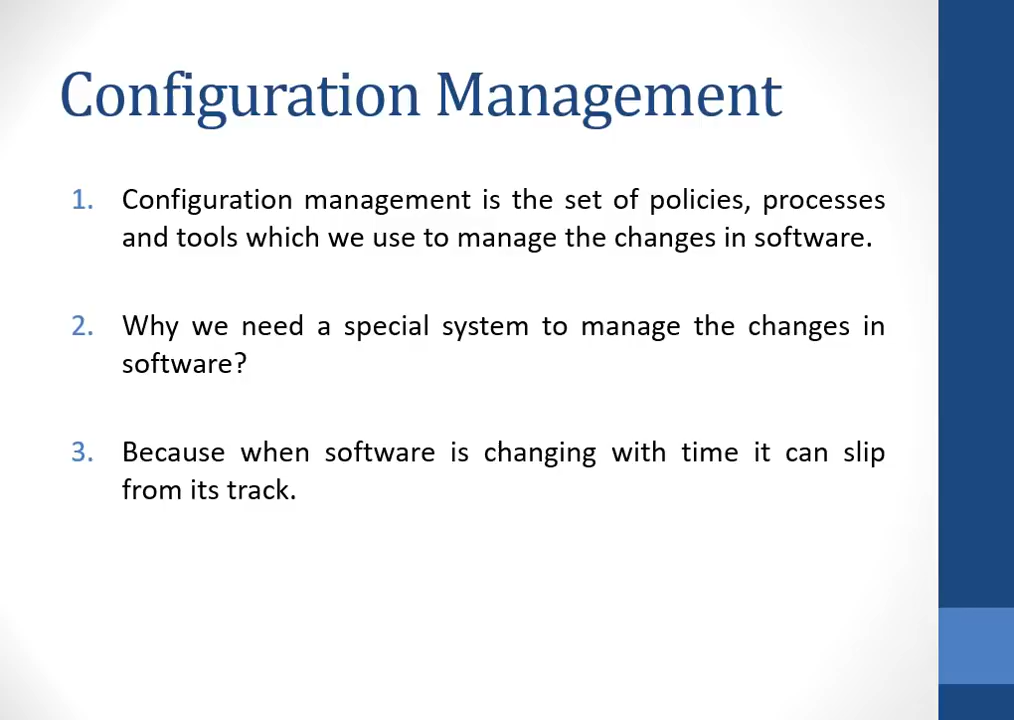 Configuration Management
1. Configuration management is the set of policies, processes
and tools which we use to manage the changes in software.
2. Why we need a special system to manage the changes in
software?
3. Because when software is changing with time it can slip
from its track.